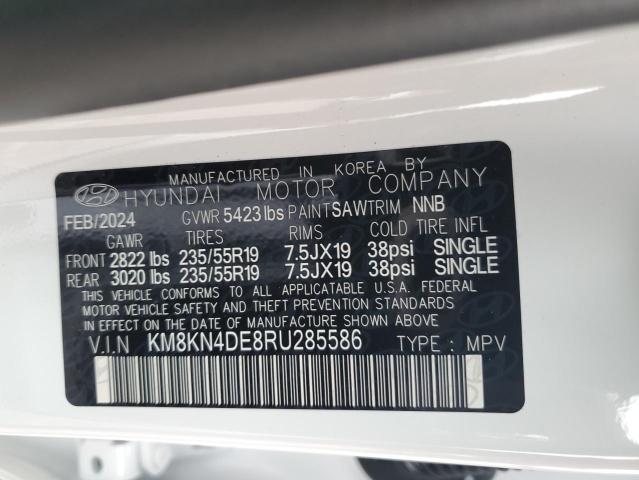 MANUFACTURED IN KOREA BY
HYUNDAI MOTOR COMPANY
FEB/2024 GVWR 5423 lbs PAINT SAW TRIM NNB
GAWR TIRES RIMS COLD TIRE INFL
FRONT 2822 lbs 235/55R19 7.5JX19 38psi SINGLE
REAR 3020 lbs 235/55R19 7.5JX19 38psi SINGLE
THIS VEHICLE CONFORMS TO ALL APPLICATABLE U.S.A. FEDERAL
MOTOR VEHICLE SAFETY AND THEFT PREVENTION STANDARDS
IN EFFECT ON THE DATE OF MANUFACTURE SHOWN ABOVE.
V.I.N KM8KN4DE8RU285586 TYPE : MPV